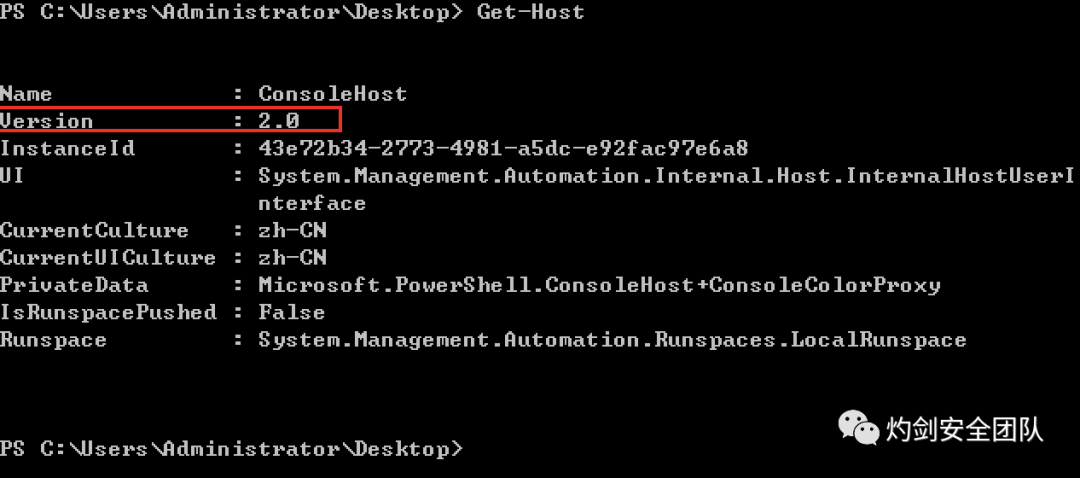 PS C:\Users\Administrator\Desktop> Get-Host
Name : ConsoleHost
Version : 2.0
InstanceId : 43e72b34-2773-4981-a5dc-e92fac97e6a8
UI : System.Management.Automation.Internal.Host.InternalHostUserI
nterface
CurrentCulture : zh-CN
CurrentUICulture : zh-CN
PrivateData : Microsoft.PowerShell.ConsoleHost+ConsoleColorProxy
IsRunspacePushed : False
Runspace : System.Management.Automation.Runspaces.LocalRunspace
灼剑安全团队
PS C:\Users\Administrator\Desktop>